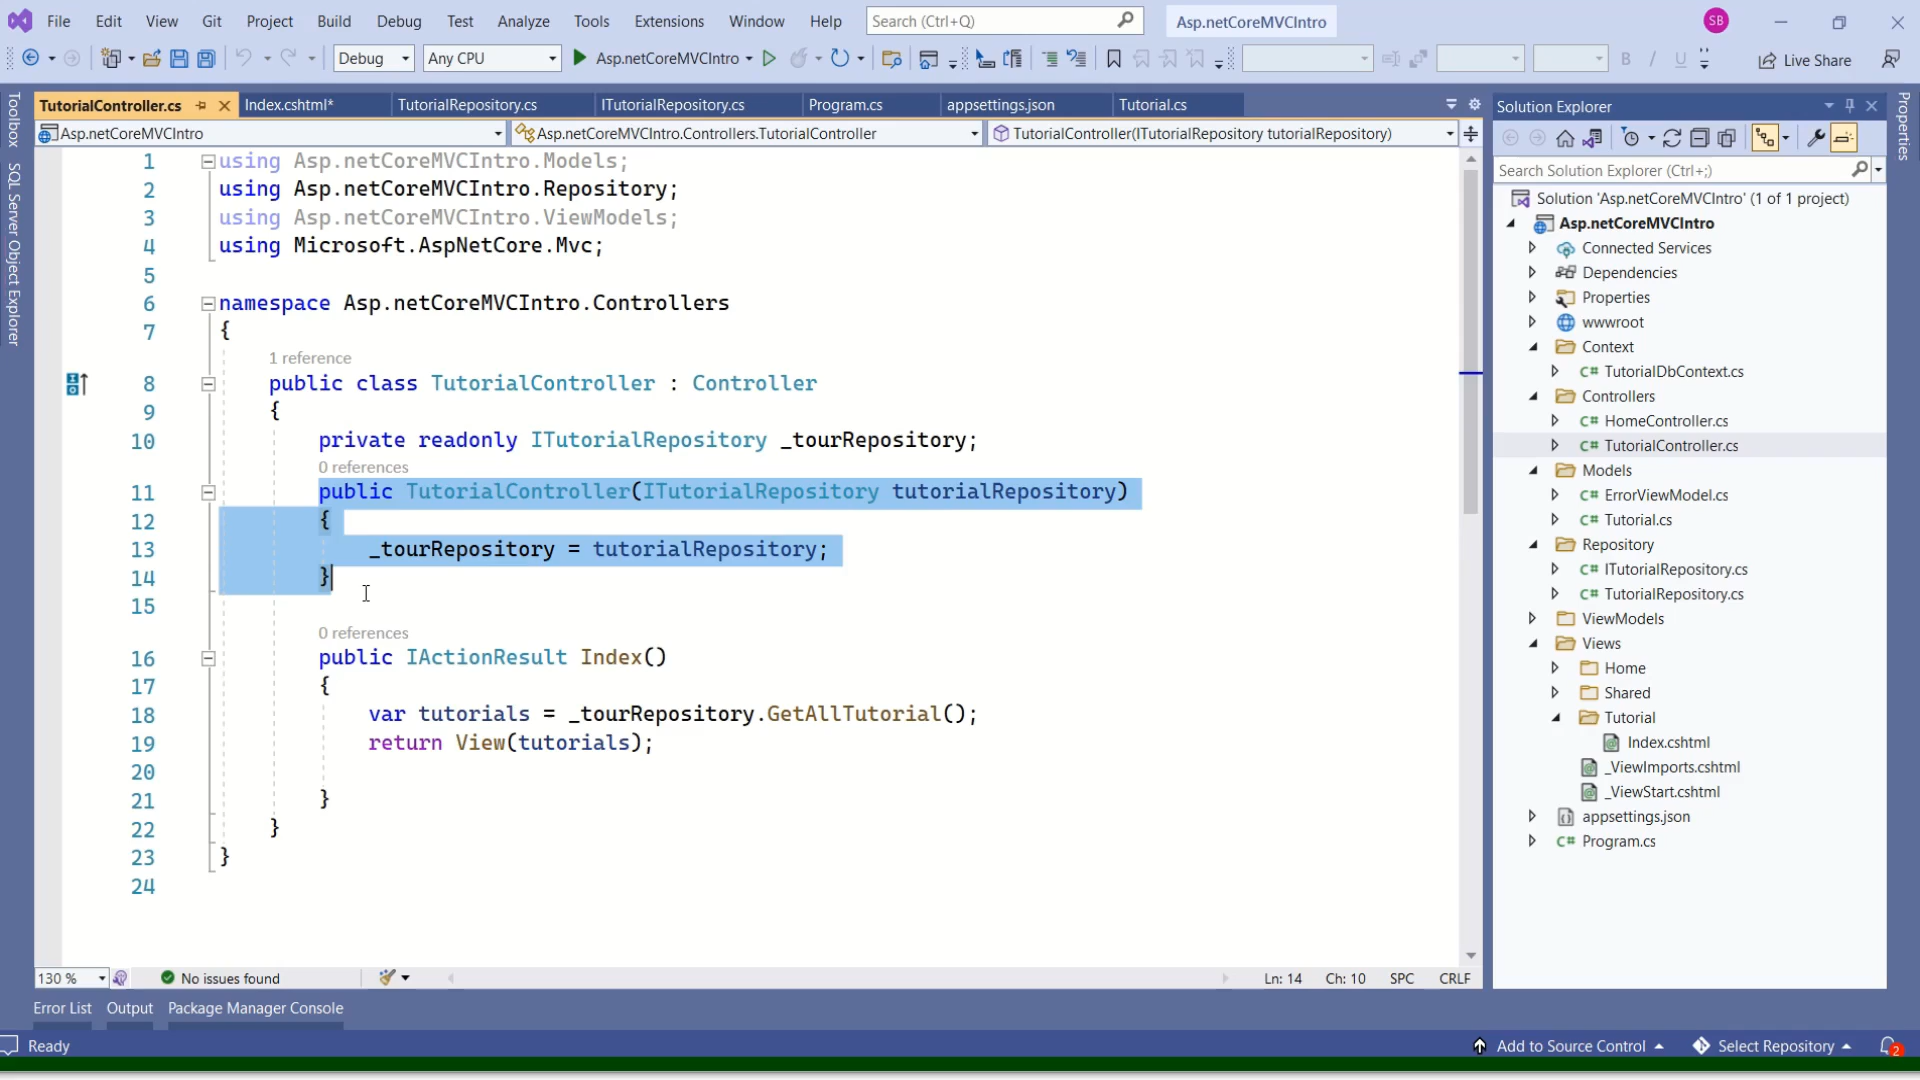 File Edit View Git Project Build Debug Test Analyze Tools Extensions Window Help Search (Ctrl+Q) Asp.netCoreMVCIntro SB
Debug Any CPU Asp.netCoreMVCIntro Live Share
TutorialController.cs Index.cshtml* TutorialRepository.cs ITutorialRepository.cs Program.cs appsettings.json Tutorial.cs
Asp.netCoreMVCIntro Asp.netCoreMVCIntro.Controllers.TutorialController TutorialController(ITutorialRepository tutorialRepository)
Toolbox
SQL Server Object Explorer
1 using Asp.netCoreMVCIntro.Models;
2 using Asp.netCoreMVCIntro.Repository;
3 using Asp.netCoreMVCIntro.ViewModels;
4 using Microsoft.AspNetCore.Mvc;
5
6 namespace Asp.netCoreMVCIntro.Controllers
7 {
1 reference
8 public class TutorialController : Controller
9 {
10 private readonly ITutorialRepository _tourRepository;
0 references
11 public TutorialController(ITutorialRepository tutorialRepository)
12 {
13 _tourRepository = tutorialRepository;
14 }
15
0 references
16 public IActionResult Index()
17 {
18 var tutorials = _tourRepository.GetAllTutorial();
19 return View(tutorials);
20
21 }
22 }
23 }
24
130 % No issues found Ln: 14 Ch: 10 SPC CRLF
Error List Output Package Manager Console
Solution Explorer
Search Solution Explorer (Ctrl+;)
Solution 'Asp.netCoreMVCIntro' (1 of 1 project)
Asp.netCoreMVCIntro
Connected Services
Dependencies
Properties
wwwroot
Context
C# TutorialDbContext.cs
Controllers
C# HomeController.cs
C# TutorialController.cs
Models
C# ErrorViewModel.cs
C# Tutorial.cs
Repository
C# ITutorialRepository.cs
C# TutorialRepository.cs
ViewModels
Views
Home
Shared
Tutorial
Index.cshtml
_ViewImports.cshtml
_ViewStart.cshtml
appsettings.json
C# Program.cs
Properties
Ready Add to Source Control Select Repository 2